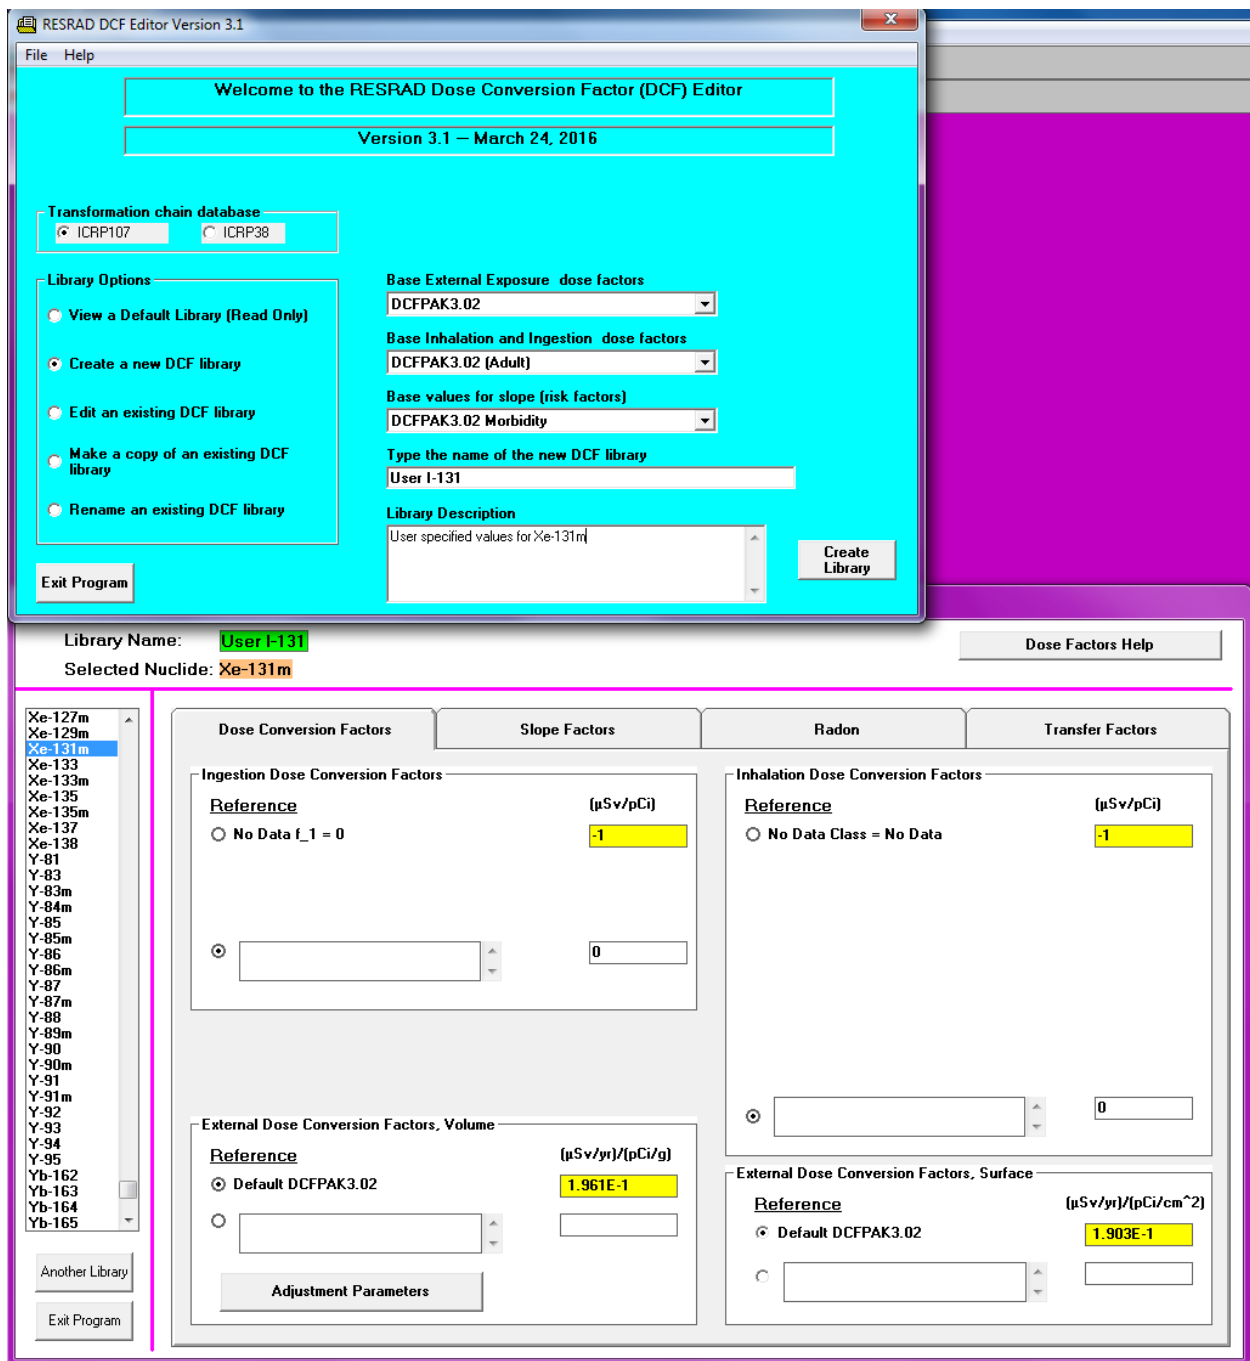 RESRAD DCF Editor Version 3.1
File Help
Welcome to the RESRAD Dose Conversion Factor (DCF) Editor
Version 3.1 – March 24, 2016
Transformation chain database
ICRP107 ICRP38
Library Options
View a Default Library (Read Only)
Create a new DCF library
Edit an existing DCF library
Make a copy of an existing DCF
library
Rename an existing DCF library
Exit Program
Base External Exposure dose factors
DCFPAK3.02
Base Inhalation and Ingestion dose factors
DCFPAK3.02 (Adult)
Base values for slope (risk factors)
DCFPAK3.02 Morbidity
Type the name of the new DCF library
User I-131
Library Description
User specified values for Xe-131m
Create
Library
Library Name: User I-131
Selected Nuclide: Xe-131m
Dose Factors Help
Xe-127m
Xe-129m
Xe-131m
Xe-133
Xe-133m
Xe-135
Xe-135m
Xe-137
Xe-138
Y-81
Y-83
Y-83m
Y-84m
Y-85
Y-85m
Y-86
Y-86m
Y-87
Y-87m
Y-88
Y-89m
Y-90
Y-90m
Y-91
Y-91m
Y-92
Y-93
Y-94
Y-95
Yb-162
Yb-163
Yb-164
Yb-165
Another Library
Exit Program
Dose Conversion Factors Slope Factors Radon Transfer Factors
Ingestion Dose Conversion Factors
Reference (µSv/pCi)
No Data f_1 = 0 -1
0
External Dose Conversion Factors, Volume
Reference (µSv/yr)/(pCi/g)
Default DCFPAK3.02 1.961E-1
Adjustment Parameters
Inhalation Dose Conversion Factors
Reference (µSv/pCi)
No Data Class = No Data -1
0
External Dose Conversion Factors, Surface
Reference (µSv/yr)/(pCi/cm^2)
Default DCFPAK3.02 1.903E-1